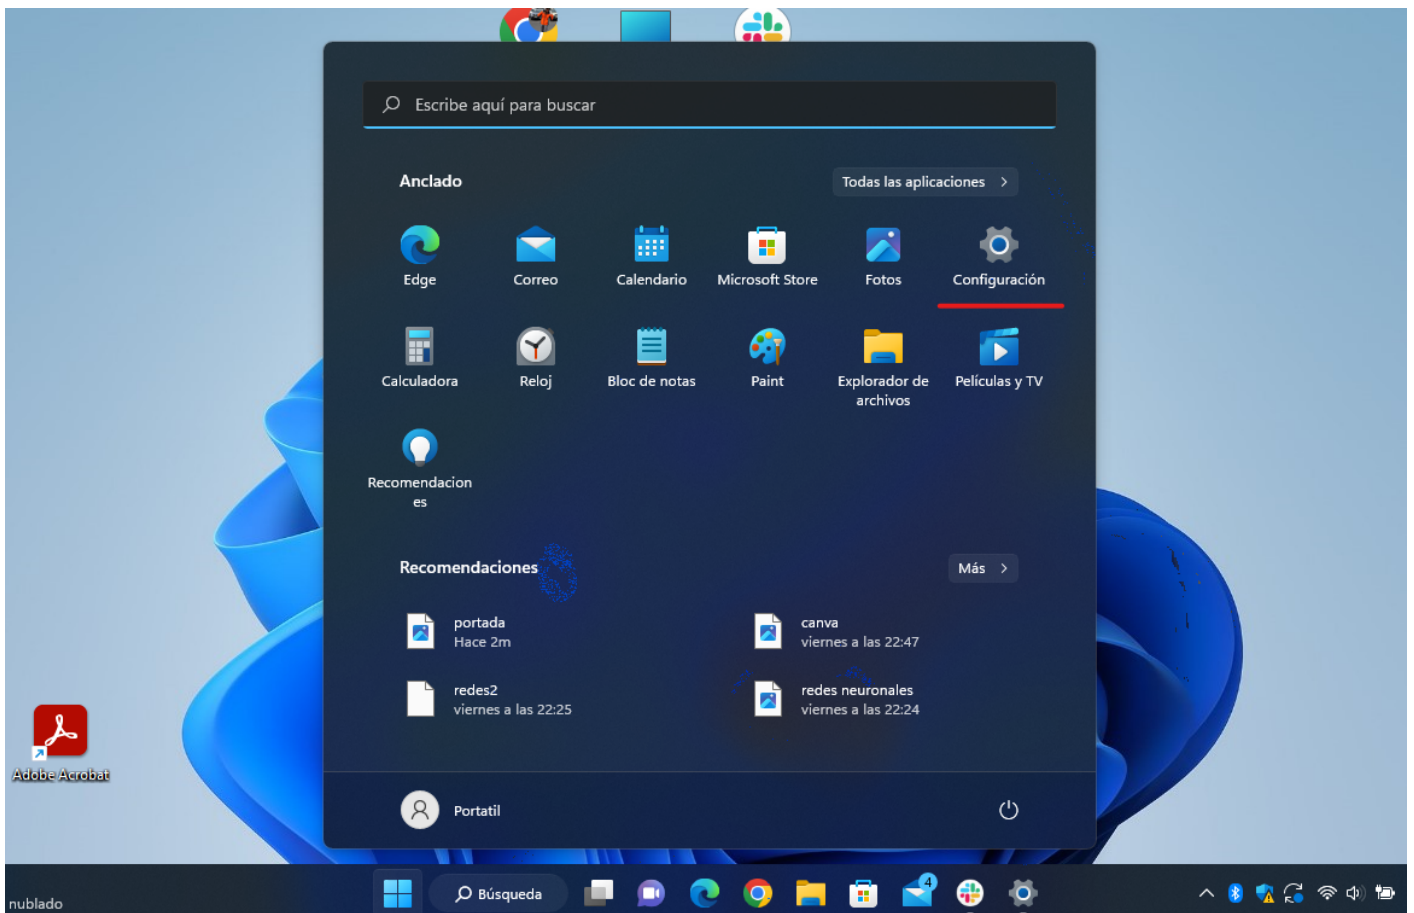 Escribe aquí para buscar
Anclado
Todas las aplicaciones
Edge
Correo
Calendario
Microsoft Store
Fotos
Configuración
Calculadora
Reloj
Bloc de notas
Paint
Explorador de
archivos
Películas y TV
Recomendacion
es
Recomendaciones
Más
portada
Hace 2m
canva
viernes a las 22:47
redes2
viernes a las 22:25
redes neuronales
viernes a las 22:24
Adobe Acrobat
Portatil
nublado
Búsqueda
4